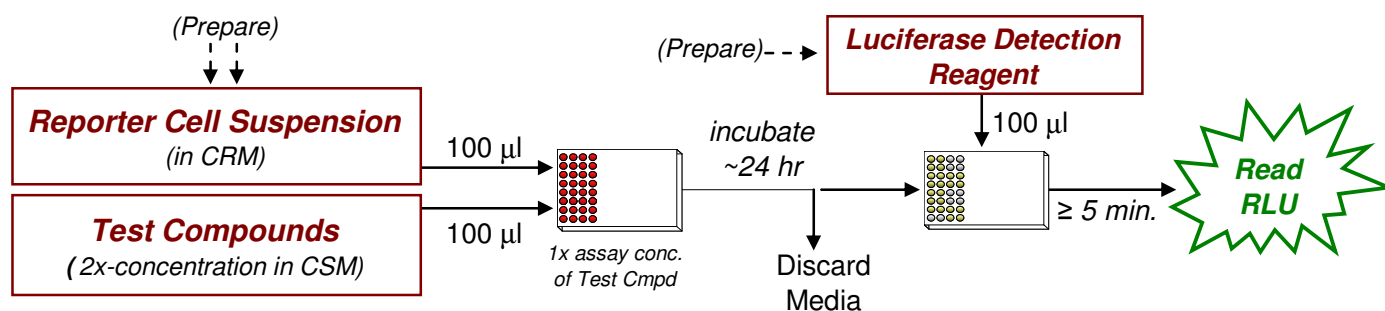 (Prepare)
Reporter Cell Suspension
(in CRM)
100 µl
Test Compounds
( 2x-concentration in CSM)
100 µl
1x assay conc.
of Test Cmpd
incubate
~24 hr
Discard
Media
(Prepare)
Luciferase Detection
Reagent
100 µl
≥ 5 min.
Read
RLU